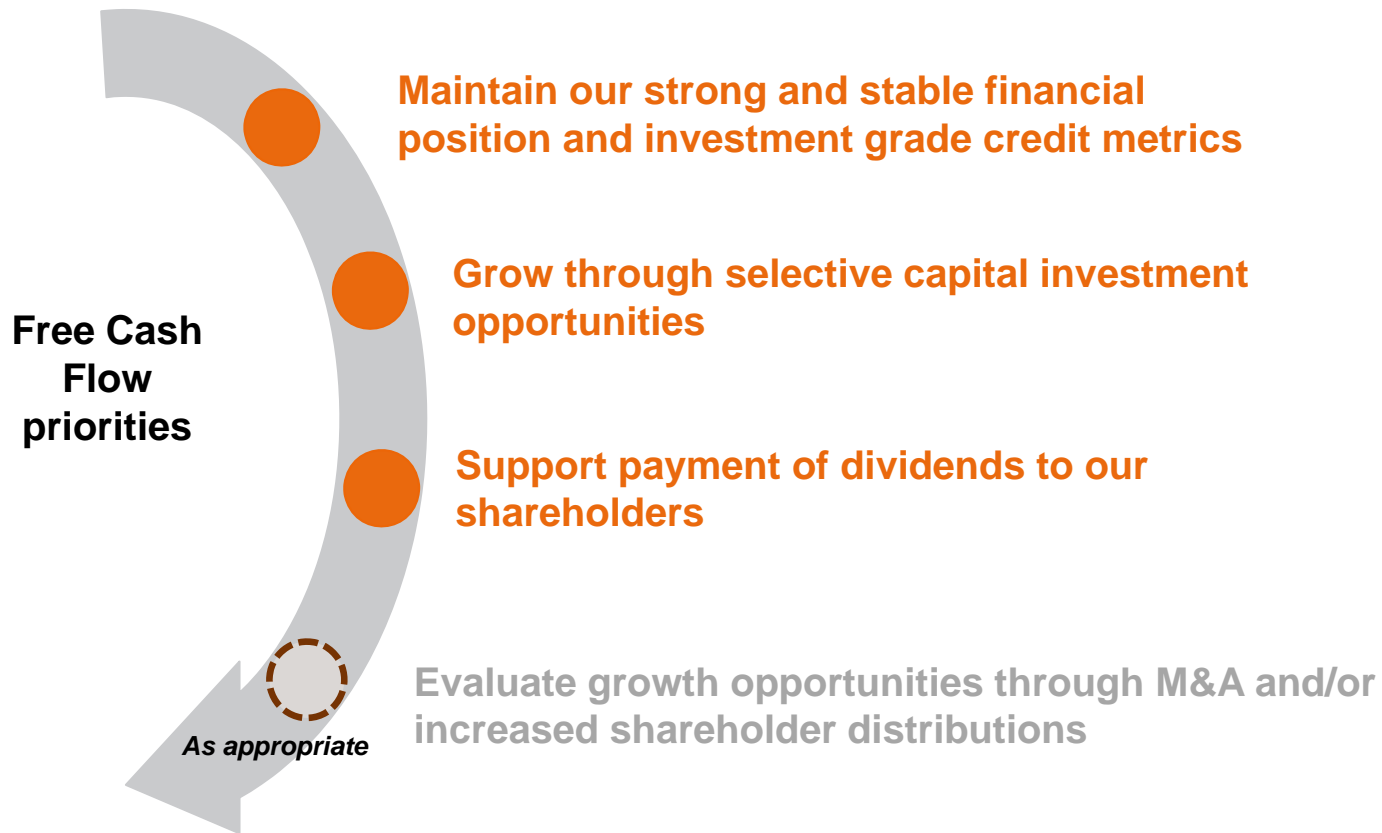 Maintain our strong and stable financial
position and investment grade credit metrics
Grow through selective capital investment
opportunities
Free Cash
Flow
priorities
Support payment of dividends to our
shareholders
Evaluate growth opportunities through M&A and/or
increased shareholder distributions
As appropriate